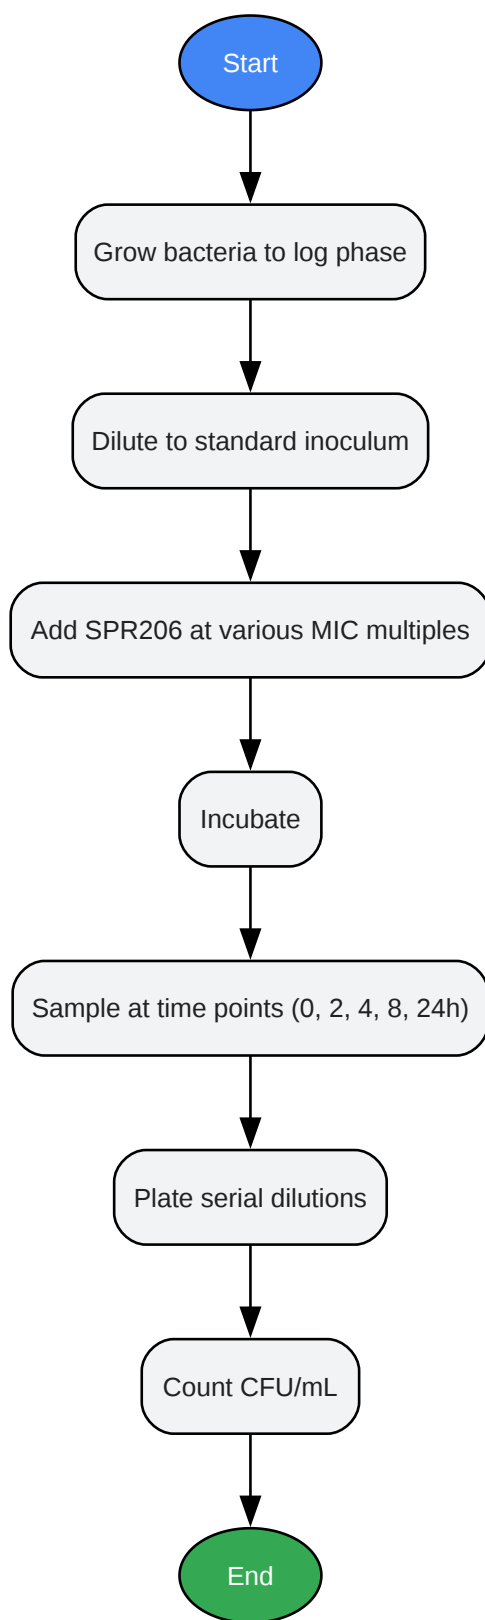 Start
Grow bacteria to log phase
Dilute to standard inoculum
Add SPR206 at various MIC multiples
Incubate
Sample at time points (0, 2, 4, 8, 24h)
Plate serial dilutions
Count CFU/mL
End